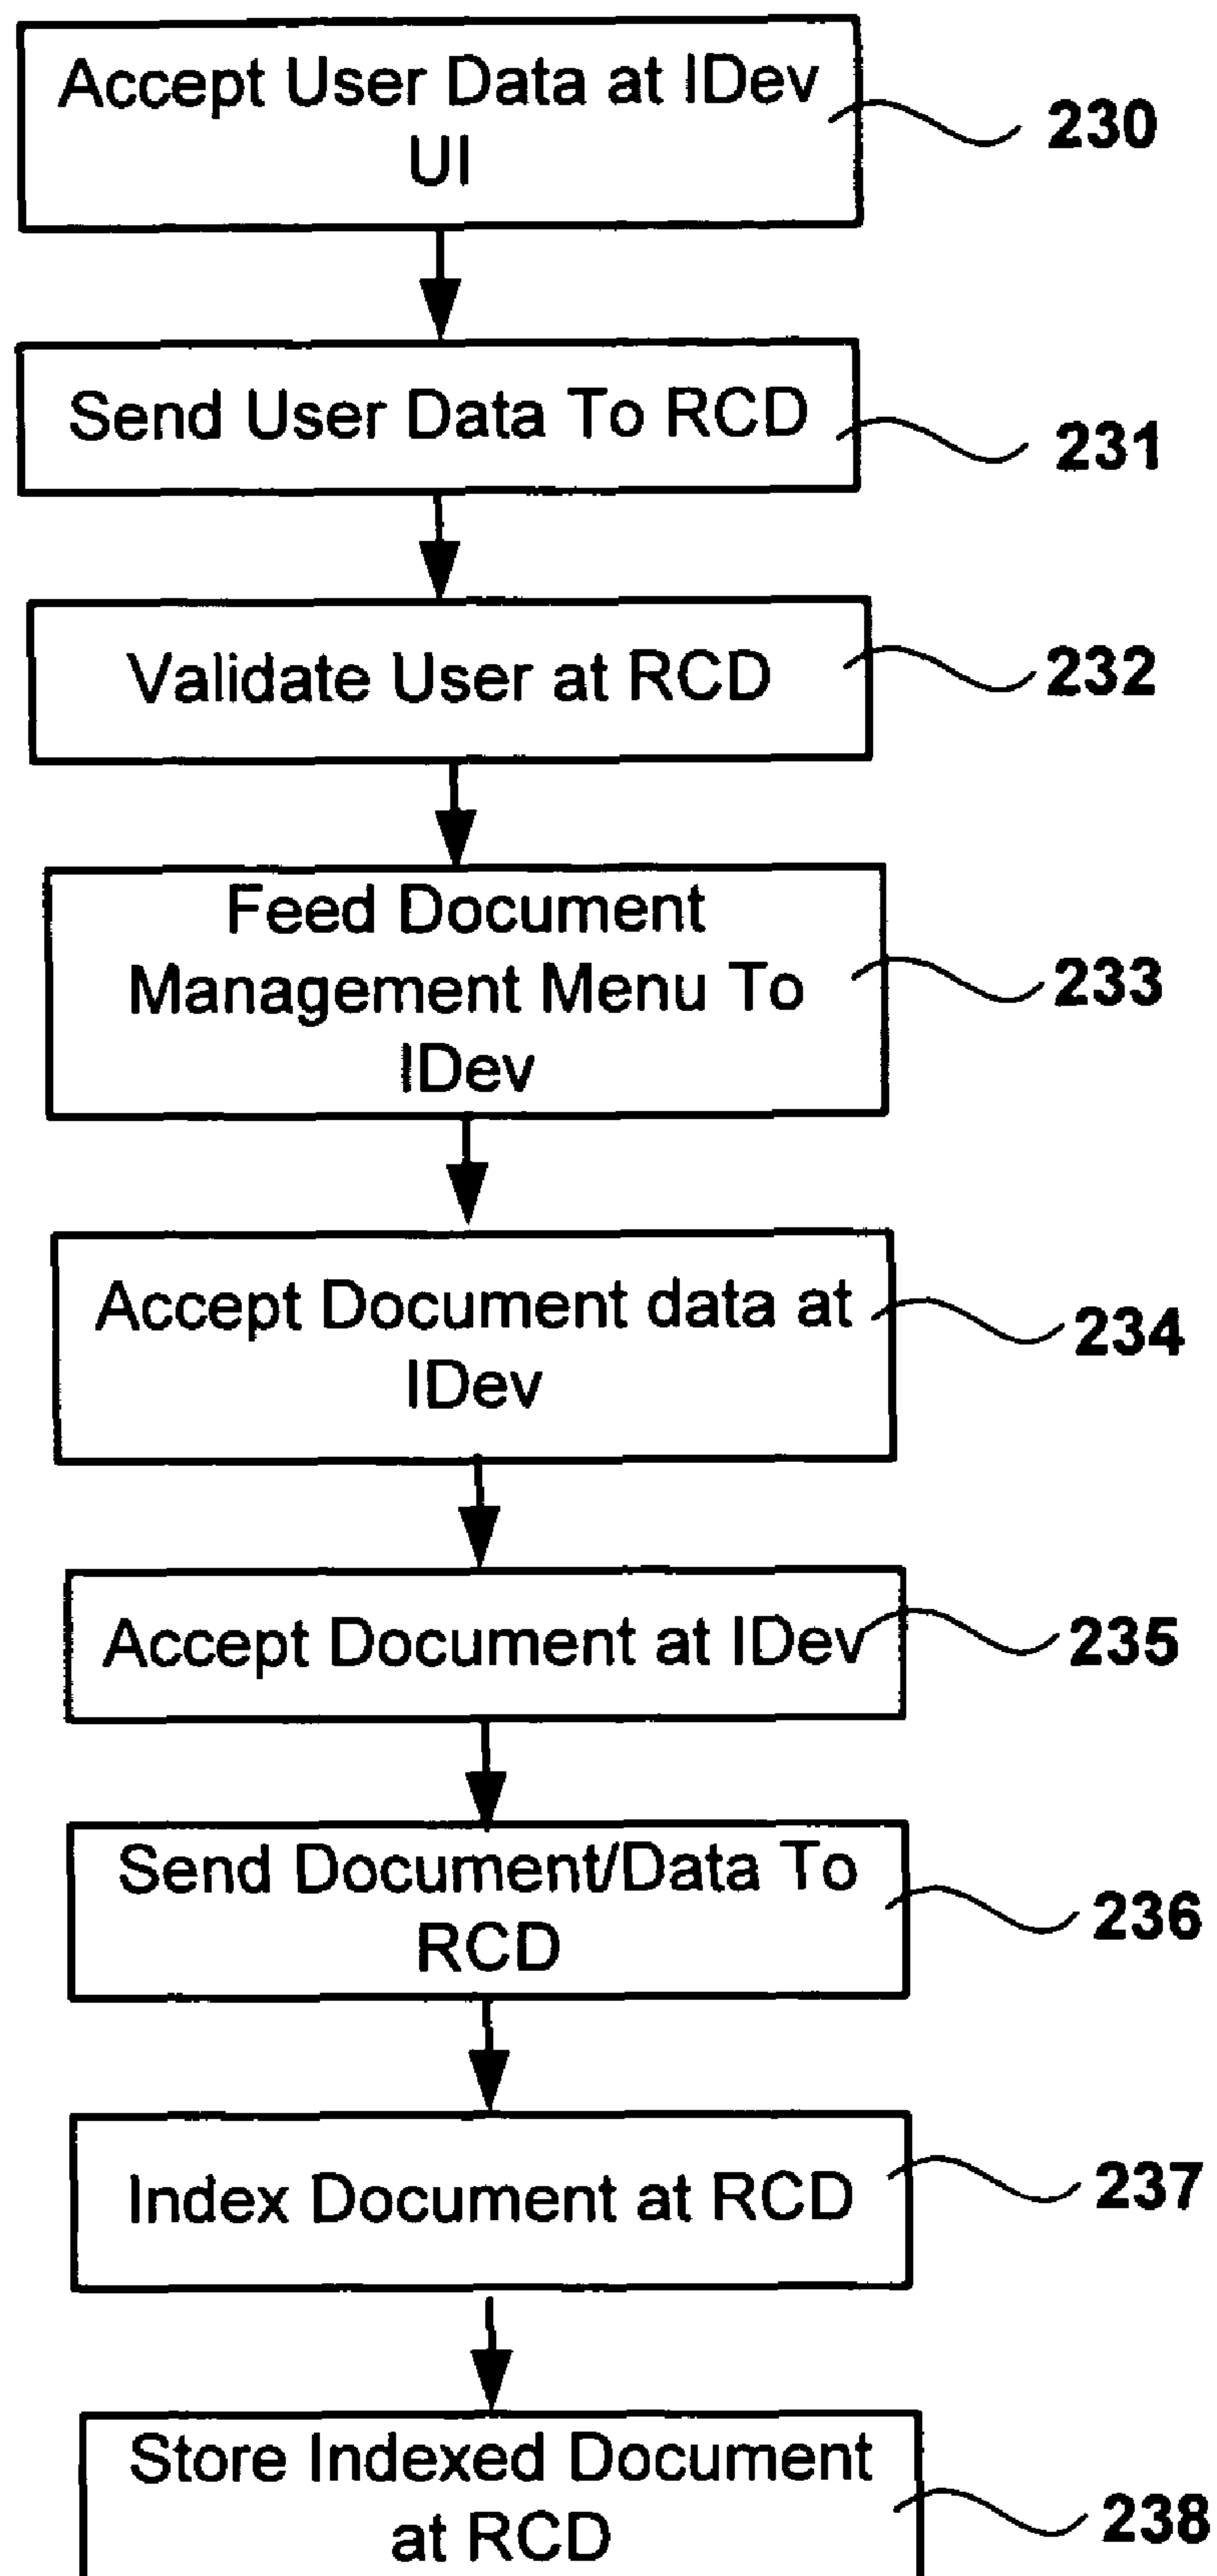 Accept User Data at IDev
UI
230
Send User Data To RCD
231
Validate User at RCD
232
Feed Document
Management Menu To
IDev
233
Accept Document data at
IDev
234
Accept Document at IDev
235
Send Document/Data To
RCD
236
Index Document at RCD
237
Store Indexed Document
at RCD
238